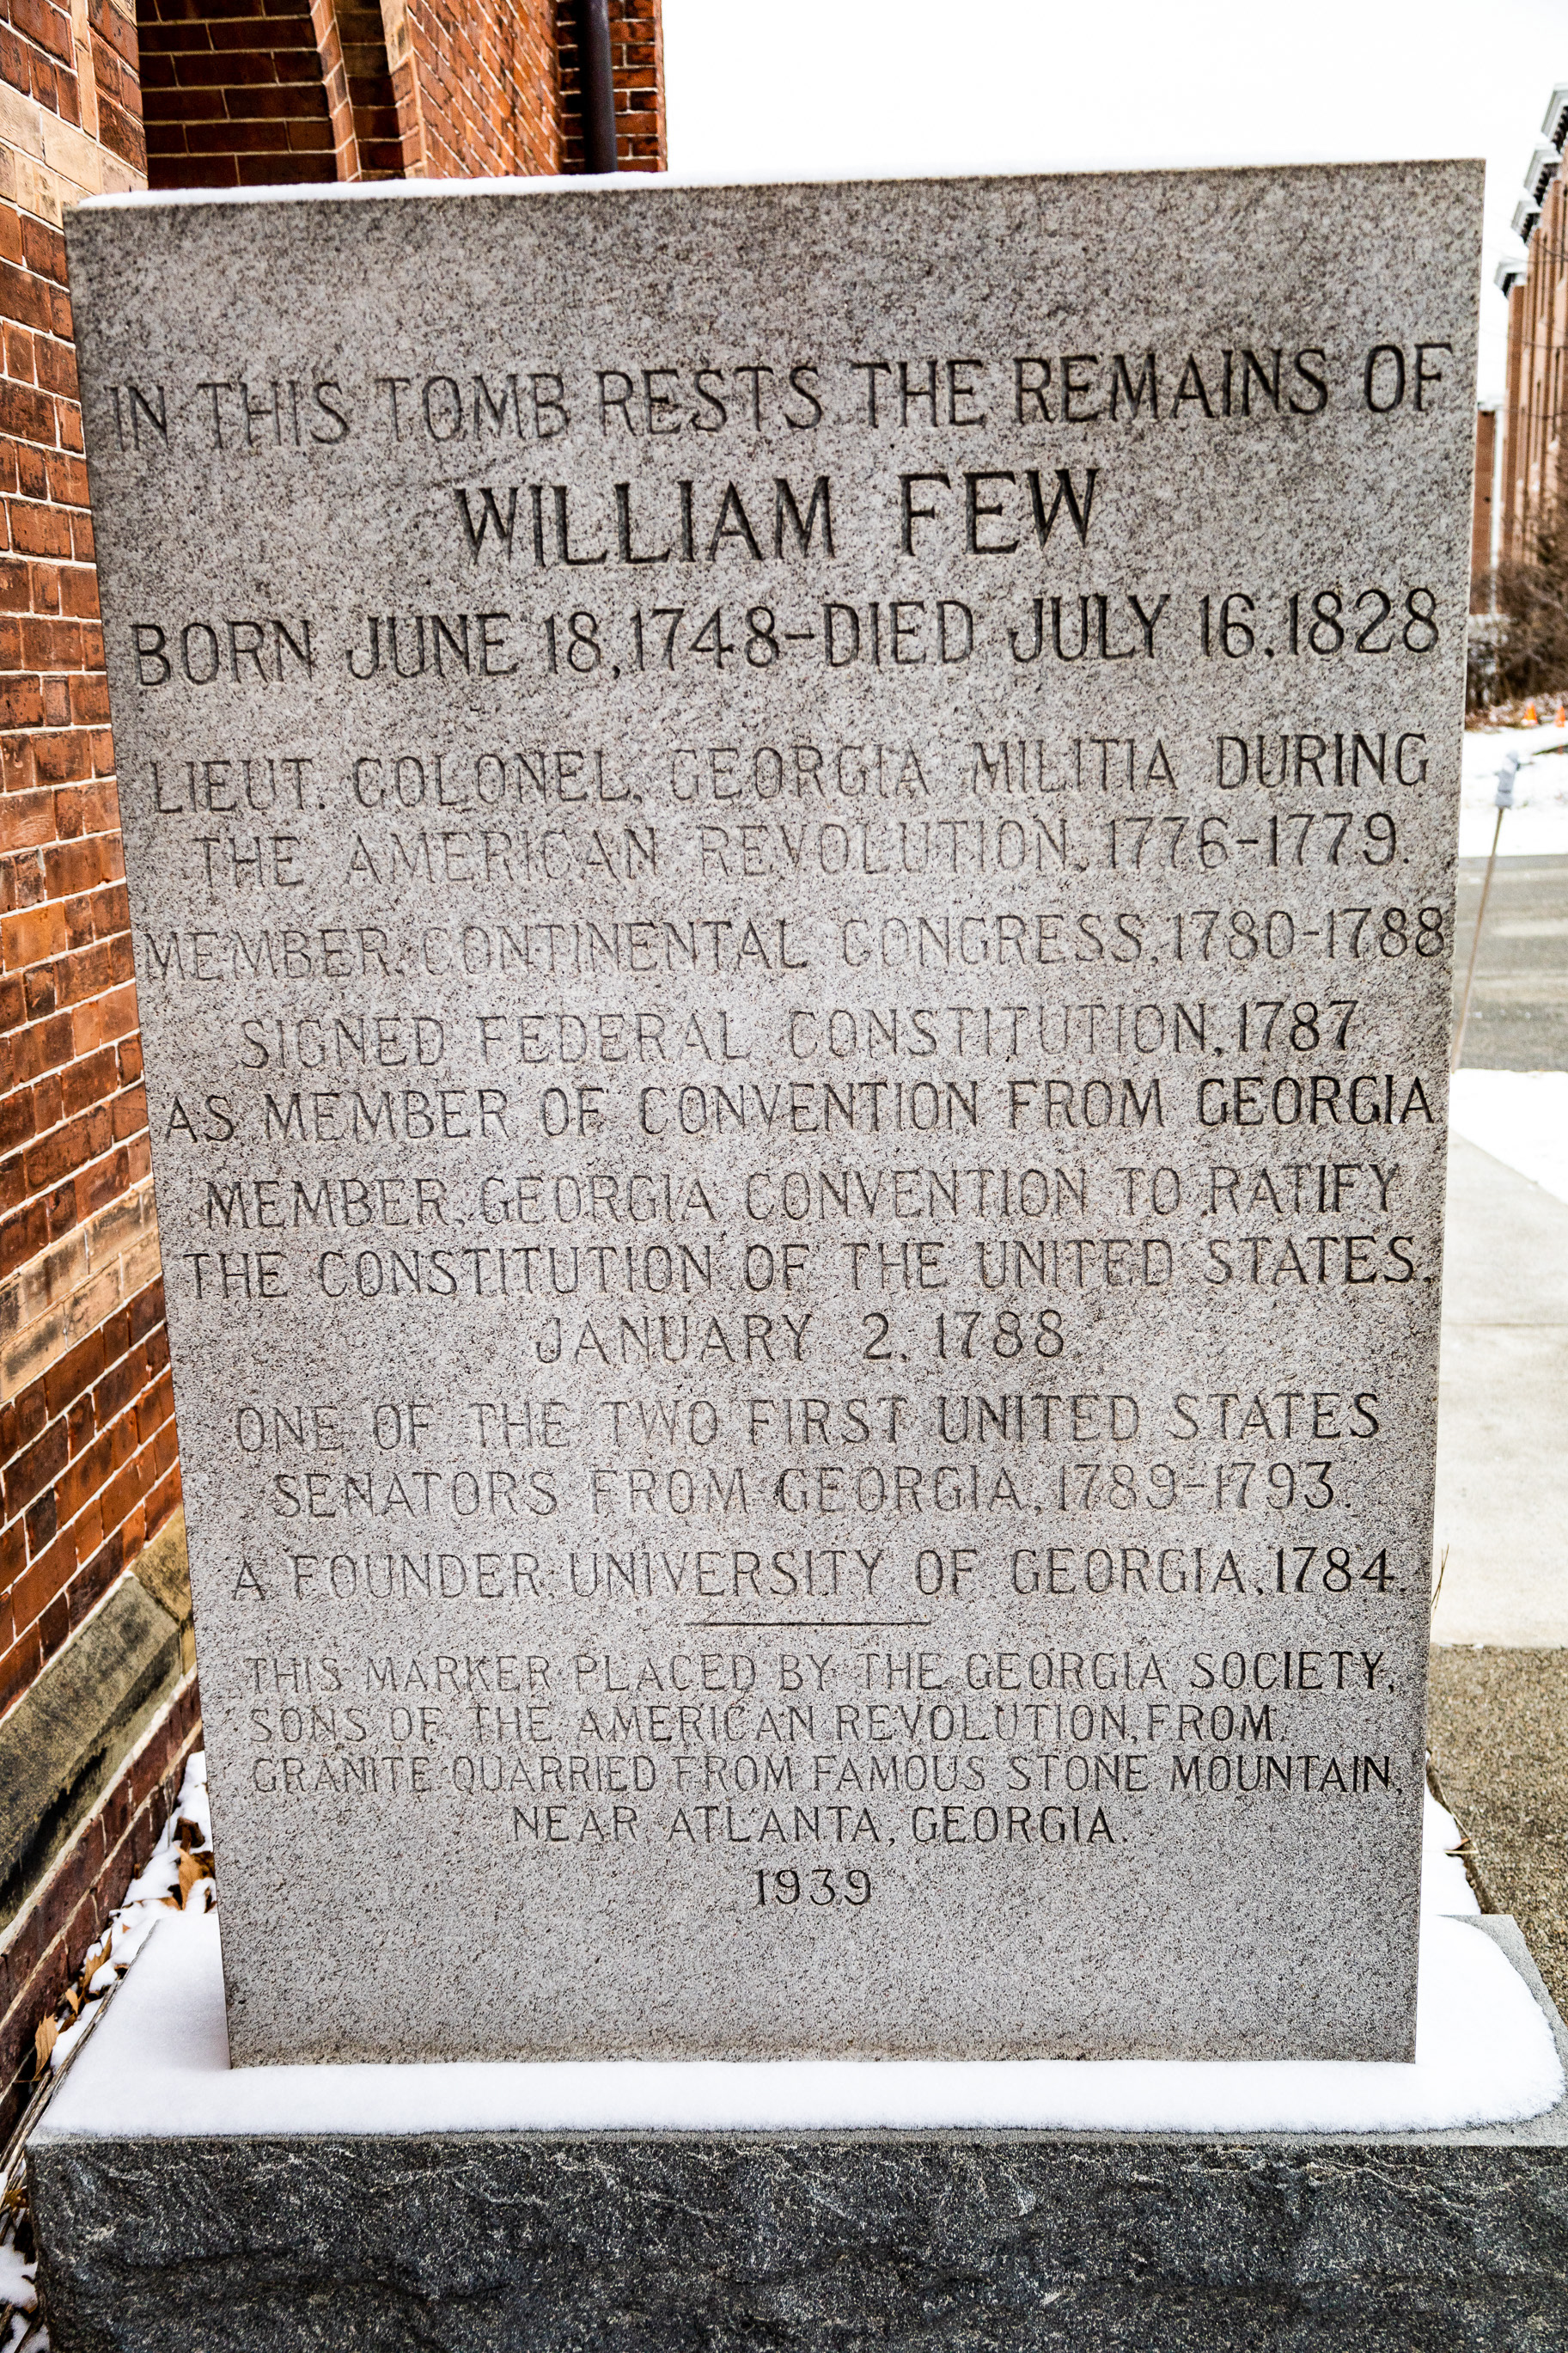 IN THIS TOMB RESTS THE REMAINS OF
WILLIAM FEW
BORN JUNE 18, 1748–DIED JULY 16, 1828
LIEUT. COLONEL, GEORGIA MILITIA DURING
THE AMERICAN REVOLUTION, 1776–1779.
MEMBER, CONTINENTAL CONGRESS, 1780–1788
SIGNED FEDERAL CONSTITUTION, 1787
AS MEMBER OF CONVENTION FROM GEORGIA
MEMBER, GEORGIA CONVENTION TO RATIFY
THE CONSTITUTION OF THE UNITED STATES,
JANUARY 2, 1788
ONE OF THE TWO FIRST UNITED STATES
SENATORS FROM GEORGIA, 1789–1793.
A FOUNDER UNIVERSITY OF GEORGIA, 1784.
THIS MARKER PLACED BY THE GEORGIA SOCIETY,
SONS OF THE AMERICAN REVOLUTION, FROM
GRANITE QUARRIED FROM FAMOUS STONE MOUNTAIN,
NEAR ATLANTA, GEORGIA.
1939